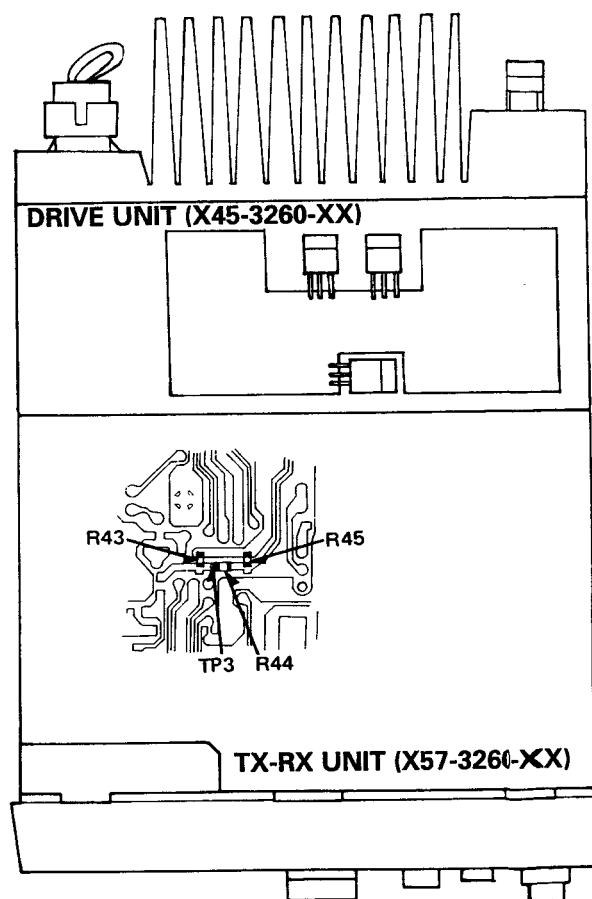 DRIVE UNIT (X45-3260-XX)
R43
R45
TP3
R44
TX-RX UNIT (X57-3260-XX)